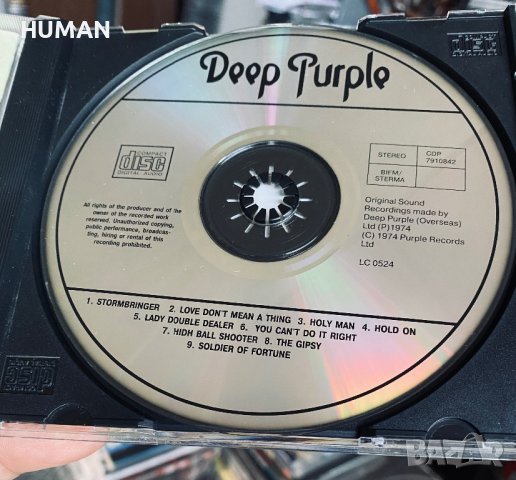 HUMAN
Deep Purple
COMPACT
disc
DIGITAL AUDIO
STEREO
CDP
7910842
BIEM/
STEMRA
All rights of the producer and of the
owner of the recorded work
reserved. Unauthorized copying,
public performance, broadcas-
ting, hiring or rental of this
recording prohibited.
Original Sound
Recordings made by
Deep Purple (Overseas)
Ltd (P)1974
(C) 1974 Purple Records
Ltd
LC 0524
1. STORMBRINGER 2. LOVE DON'T MEAN A THING 3. HOLY MAN 4. HOLD ON
5. LADY DOUBLE DEALER 6. YOU CAN'T DO IT RIGHT
7. HIDH BALL SHOOTER 8. THE GIPSY
9. SOLDIER OF FORTUNE
BAZAR